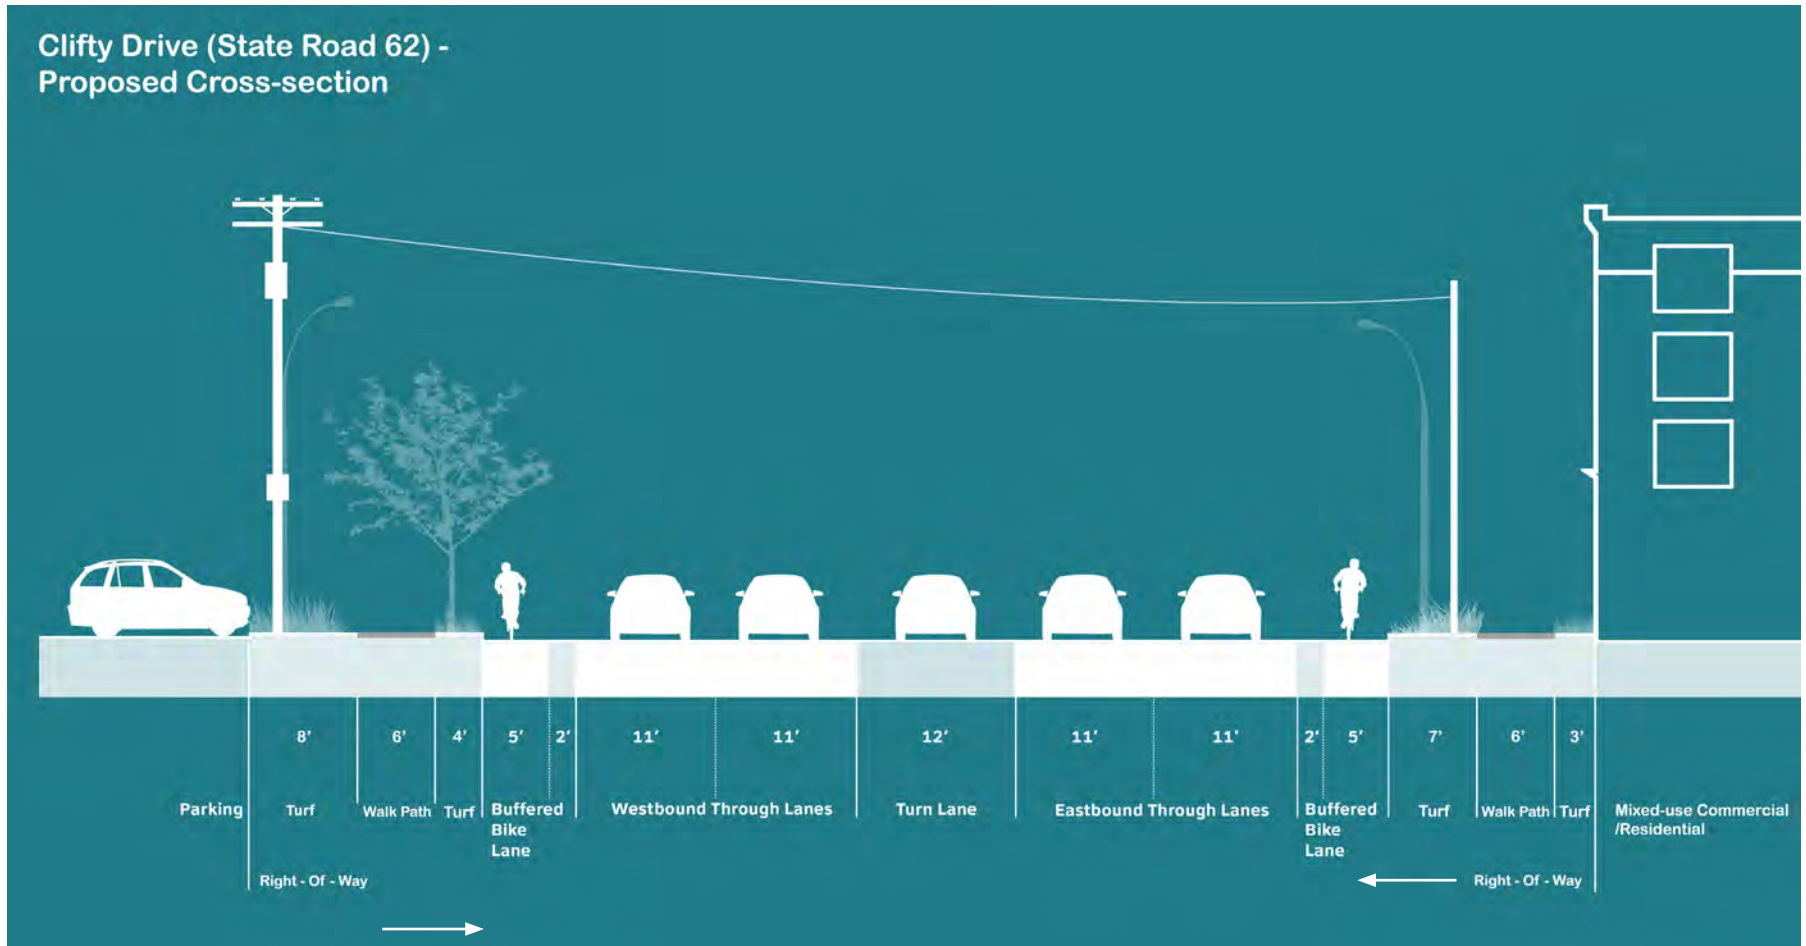 Clifty Drive (State Road 62) -
Proposed Cross-section
8’ 6’ 4’ 5’ 2’ 11’ 11’ 12’ 11’ 11’ 2’ 5’ 7’ 6’ 3’
Parking Turf Walk Path Turf Buffered Westbound Through Lanes Turn Lane Eastbound Through Lanes Buffered Turf Walk Path Turf Mixed-use Commercial
Bike Bike /Residential
Lane Lane
Right - Of - Way Right - Of - Way